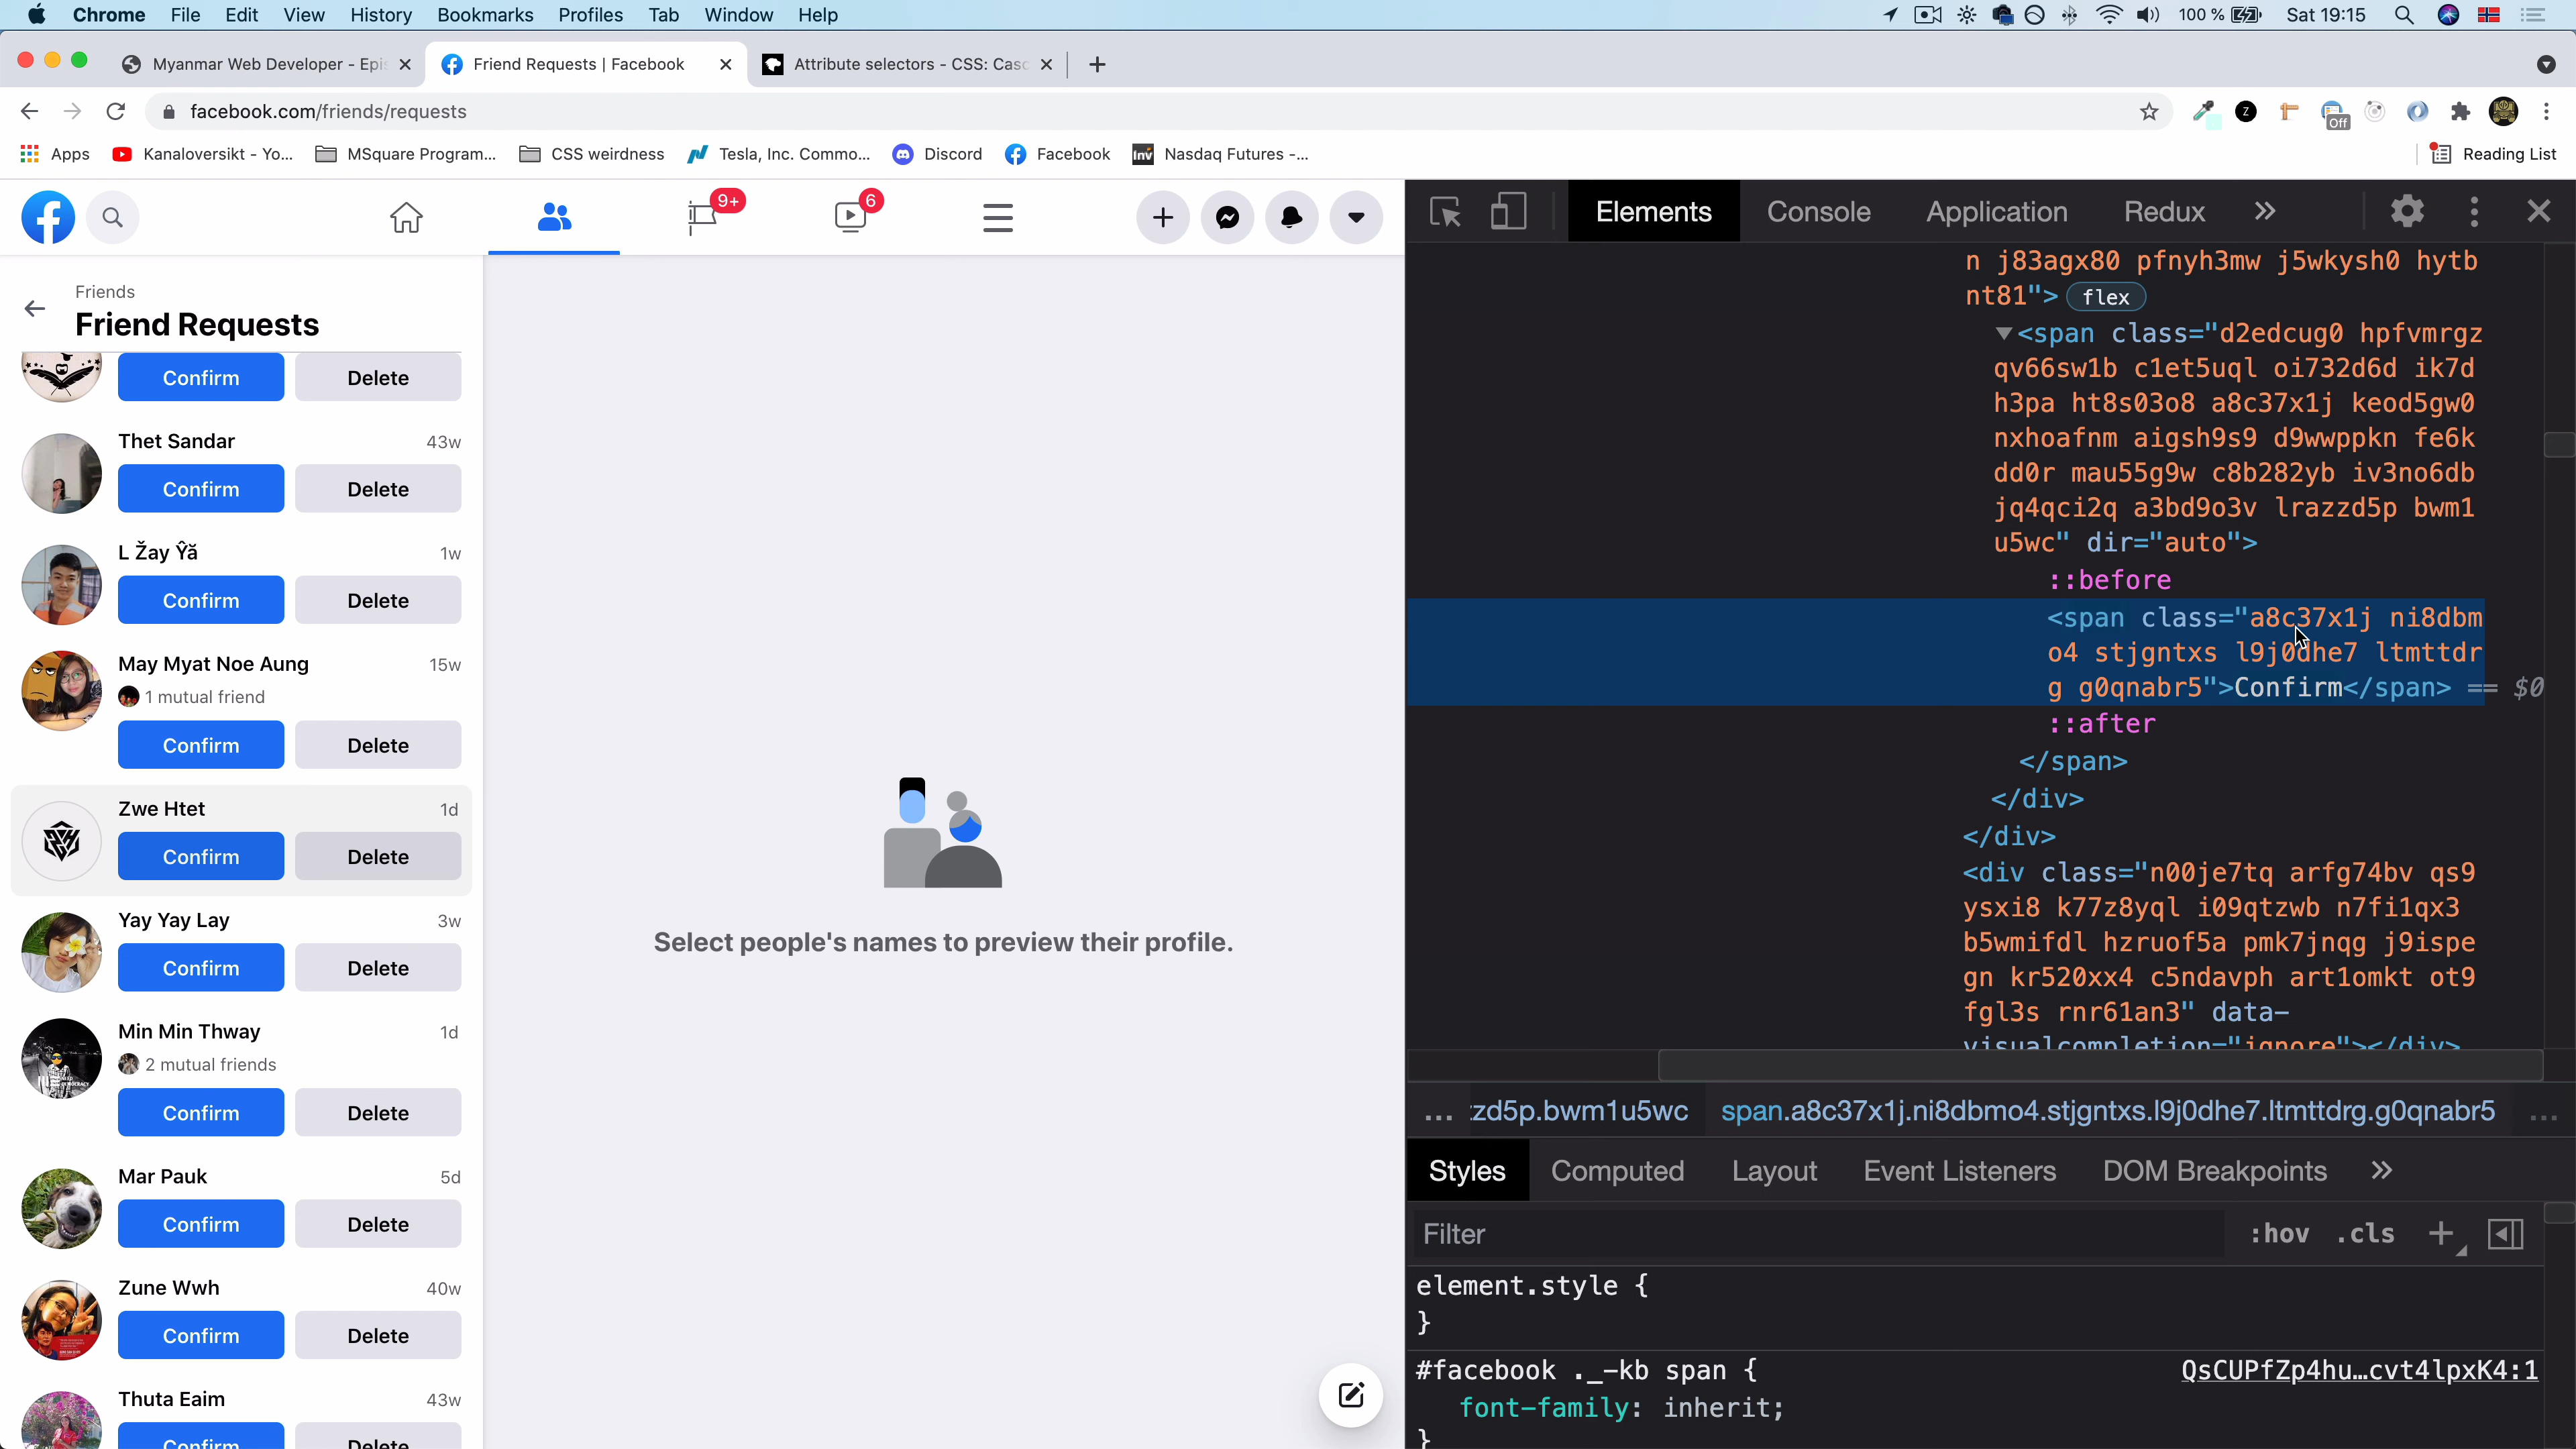 Chrome File Edit View History Bookmarks Profiles Tab Window Help 100 % Sat 19:15
Myanmar Web Developer - Epis Friend Requests | Facebook Attribute selectors - CSS: Casc
facebook.com/friends/requests Z Off
Apps Kanaloversikt - Yo... MSquare Program... CSS weirdness Tesla, Inc. Commo... Discord Facebook Inv Nasdaq Futures -... Reading List
9+ 6
Friends
Friend Requests
Confirm Delete
Thet Sandar 43w
Confirm Delete
L Žay Ŷă 1w
Confirm Delete
May Myat Noe Aung 15w
1 mutual friend
Confirm Delete
Zwe Htet 1d
Confirm Delete
Yay Yay Lay 3w
Confirm Delete
Min Min Thway 1d
2 mutual friends
Confirm Delete
Mar Pauk 5d
Confirm Delete
Zune Wwh 40w
Confirm Delete
Thuta Eaim 43w
Confirm Delete
Select people's names to preview their profile.
Elements Console Application Redux »
n j83agx80 pfnyh3mw j5wkysh0 hytb
nt81"> flex
▼<span class="d2edcug0 hpfvmrgz
qv66sw1b c1et5uql oi732d6d ik7d
h3pa ht8s03o8 a8c37x1j keod5gw0
nxhoafnm aigsh9s9 d9wwppkn fe6k
dd0r mau55g9w c8b282yb iv3no6db
jq4qci2q a3bd9o3v lrazzd5p bwm1
u5wc" dir="auto">
::before
<span class="a8c37x1j ni8dbm
o4 stjgntxs l9j0dhe7 ltmttdr
g g0qnabr5">Confirm</span> == $0
::after
</span>
</div>
</div>
<div class="n00je7tq arfg74bv qs9
ysxi8 k77z8yql i09qtzwb n7fi1qx3
b5wmifdl hzruof5a pmk7jnqg j9ispe
gn kr520xx4 c5ndavph art1omkt ot9
fgl3s rnr61an3" data-
visualcompletion="ignore"></div>
... :zd5p.bwm1u5wc span.a8c37x1j.ni8dbmo4.stjgntxs.l9j0dhe7.ltmttdrg.g0qnabr5 ...
Styles Computed Layout Event Listeners DOM Breakpoints »
Filter :hov .cls +
element.style {
}
#facebook ._-kb span { QsCUPfZp4hu…cvt4lpxK4:1
font-family: inherit;
}